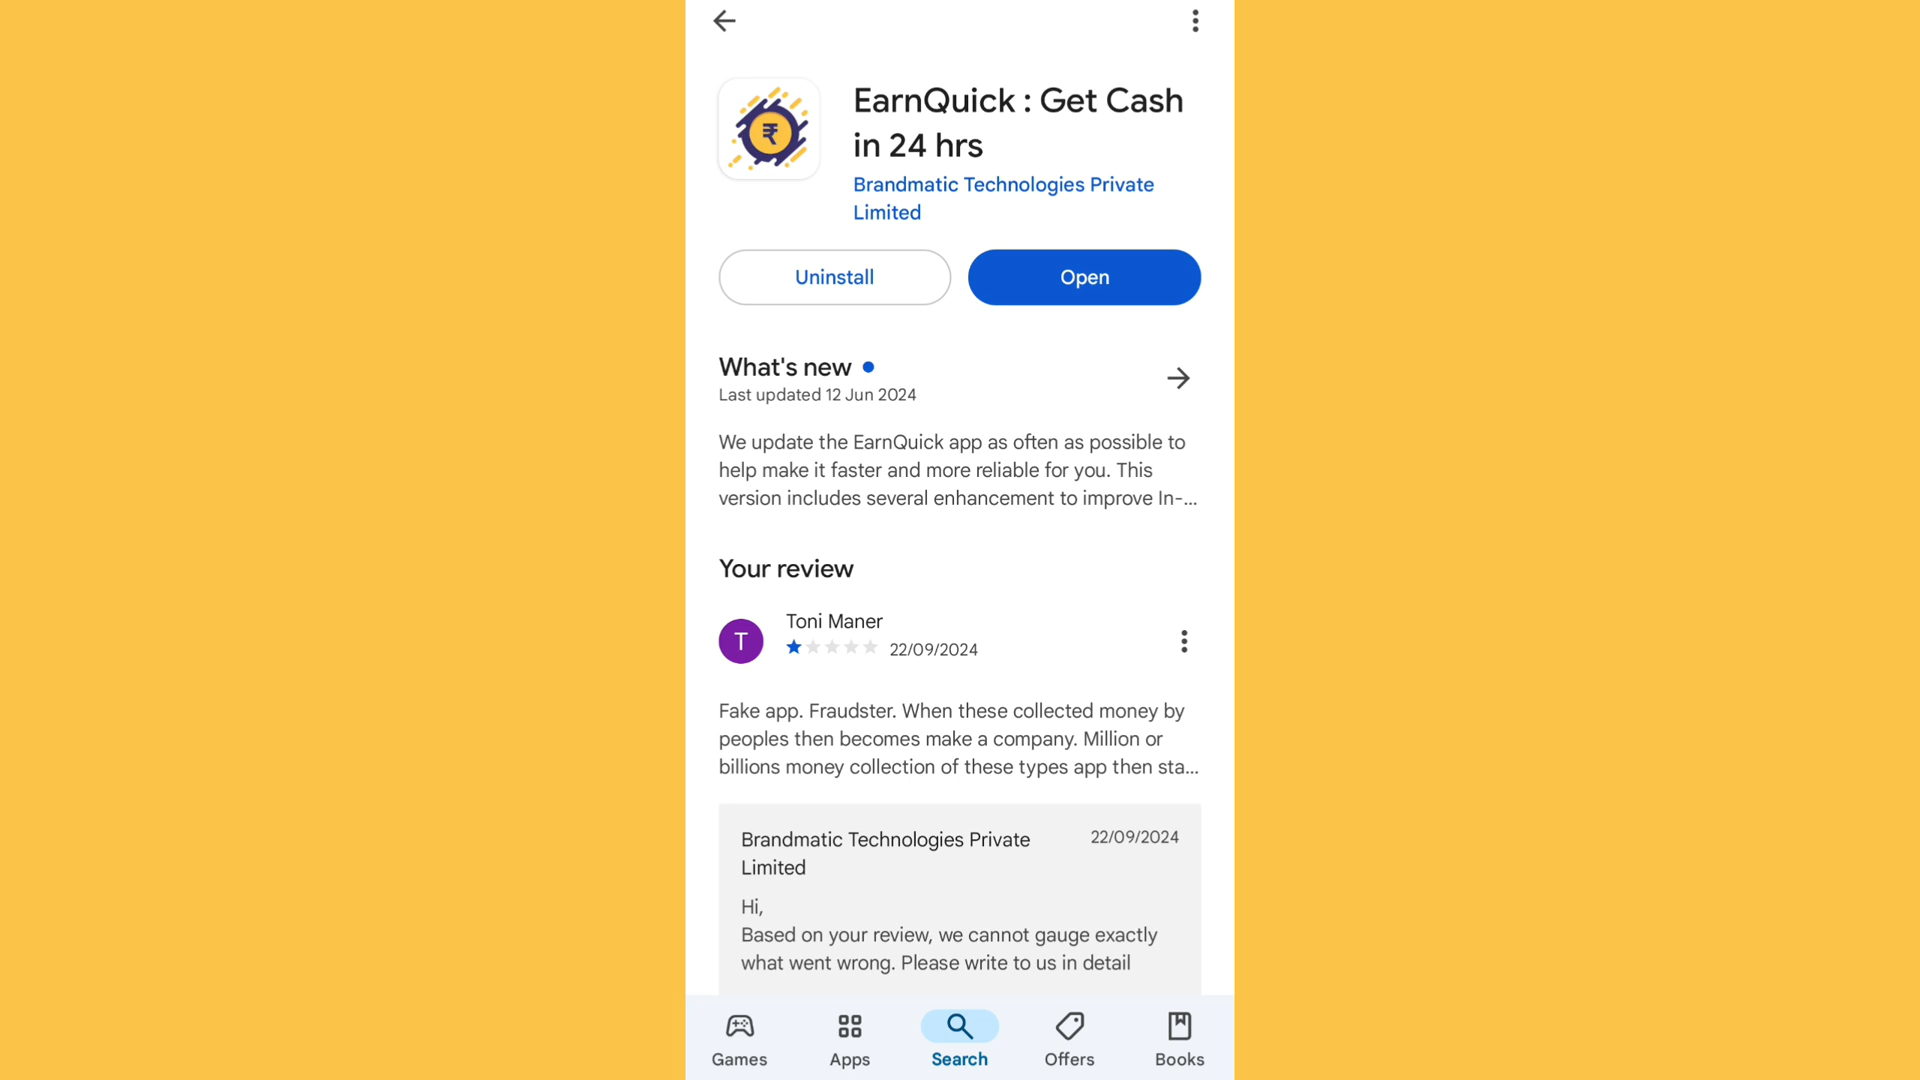 EarnQuick : Get Cash
in 24 hrs
Brandmatic Technologies Private
Limited
₹
Uninstall
Open
What's new
Last updated 12 Jun 2024
We update the EarnQuick app as often as possible to
help make it faster and more reliable for you. This
version includes several enhancement to improve In-...
Your review
T
Toni Maner
22/09/2024
Fake app. Fraudster. When these collected money by
peoples then becomes make a company. Million or
billions money collection of these types app then sta...
Brandmatic Technologies Private
Limited
22/09/2024
Hi,
Based on your review, we cannot gauge exactly
what went wrong. Please write to us in detail
Games
Apps
Search
Offers
Books